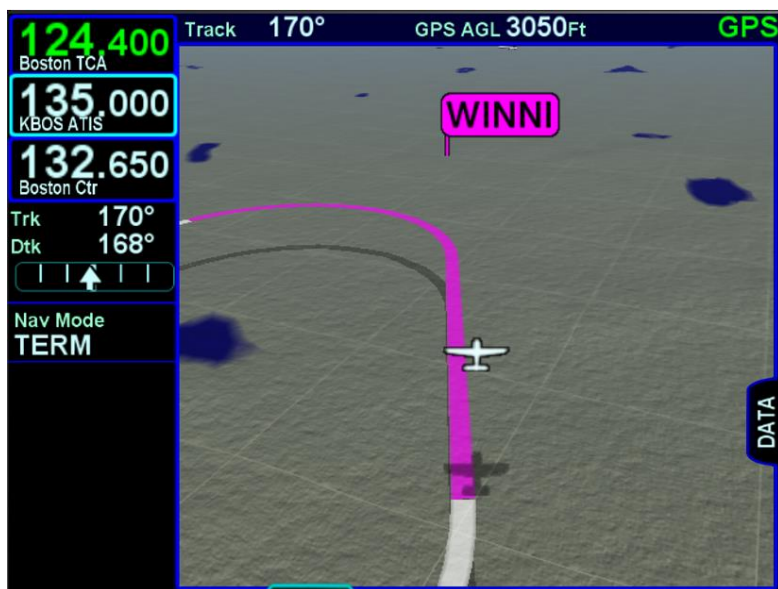 124.400
Boston TCA
135.000
KBOS ATIS
132.650
Boston Ctr
Trk 170°
Dtk 168°
Nav Mode
TERM
Track 170° GPS AGL 3050Ft GPS
WINNI
DATA